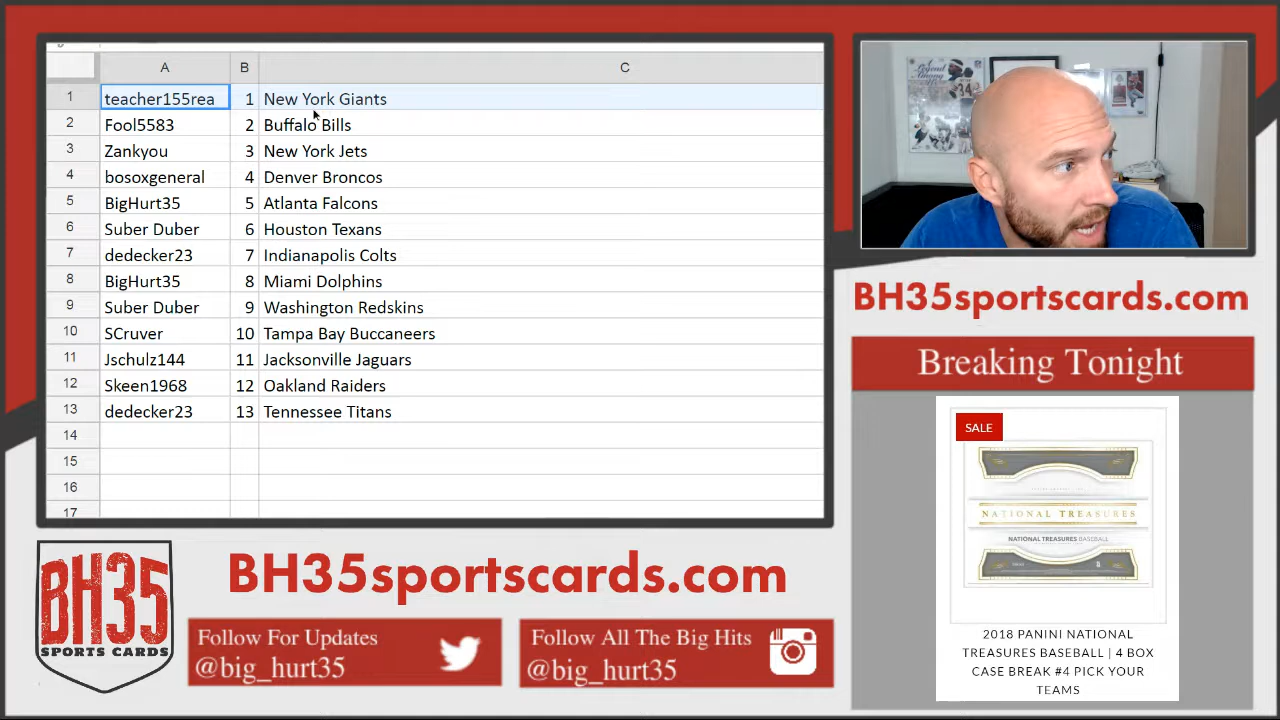 A B C
1 teacher155rea 1 New York Giants
2 Fool5583 2 Buffalo Bills
3 Zankyou 3 New York Jets
4 bosoxgeneral 4 Denver Broncos
5 BigHurt35 5 Atlanta Falcons
6 Suber Duber 6 Houston Texans
7 dedecker23 7 Indianapolis Colts
8 BigHurt35 8 Miami Dolphins
9 Suber Duber 9 Washington Redskins
10 SCruver 10 Tampa Bay Buccaneers
11 Jschulz144 11 Jacksonville Jaguars
12 Skeen1968 12 Oakland Raiders
13 dedecker23 13 Tennessee Titans
14
15
16
17
BH35
SPORTS CARDS
BH35sportscards.com
Follow For Updates
@big_hurt35
Follow All The Big Hits
@big_hurt35
Legend
34
BH35sportscards.com
Breaking Tonight
SALE
NATIONAL TREASURES
NATIONAL TREASURES BASEBALL
2018 PANINI NATIONAL
TREASURES BASEBALL | 4 BOX
CASE BREAK #4 PICK YOUR
TEAMS